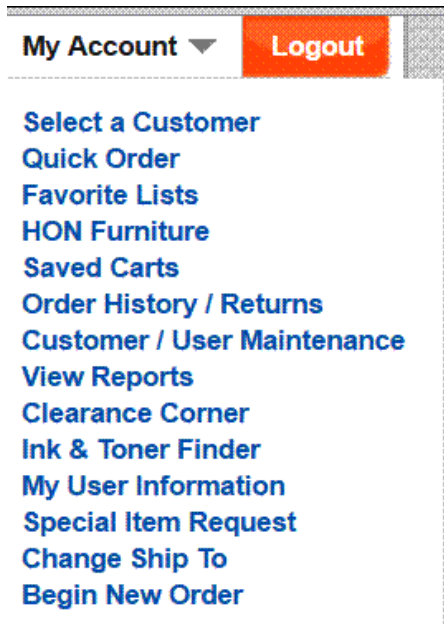 My Account Logout
Select a Customer
Quick Order
Favorite Lists
HON Furniture
Saved Carts
Order History / Returns
Customer / User Maintenance
View Reports
Clearance Corner
Ink & Toner Finder
My User Information
Special Item Request
Change Ship To
Begin New Order